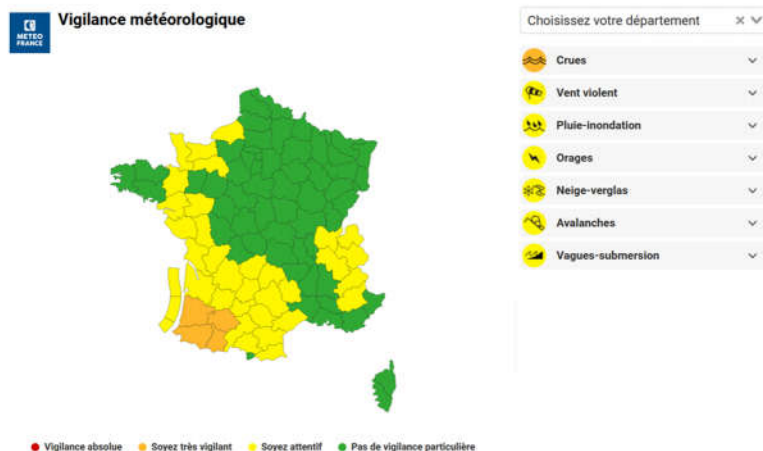 METEO
FRANCE
Vigilance météorologique
Choisissez votre département
Crues
Vent violent
Pluie-inondation
Orages
Neige-verglas
Avalanches
Vagues-submersion
Vigilance absolue Soyez très vigilant Soyez attentif Pas de vigilance particulière